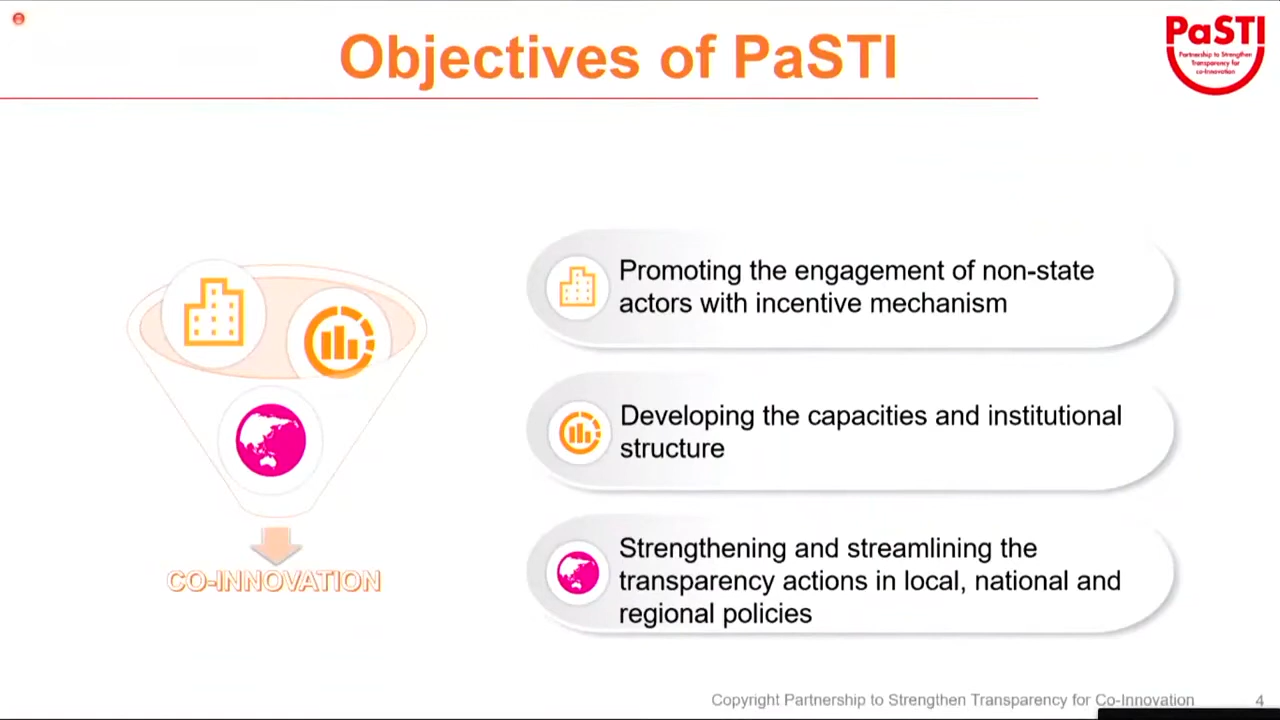 Objectives of PaSTI
PaSTI
Partnership to Strengthen
Transparency for
co-Innovation
Promoting the engagement of non-state
actors with incentive mechanism
Developing the capacities and institutional
structure
Strengthening and streamlining the
transparency actions in local, national and
regional policies
CO-INNOVATION
Copyright Partnership to Strengthen Transparency for Co-Innovation
4